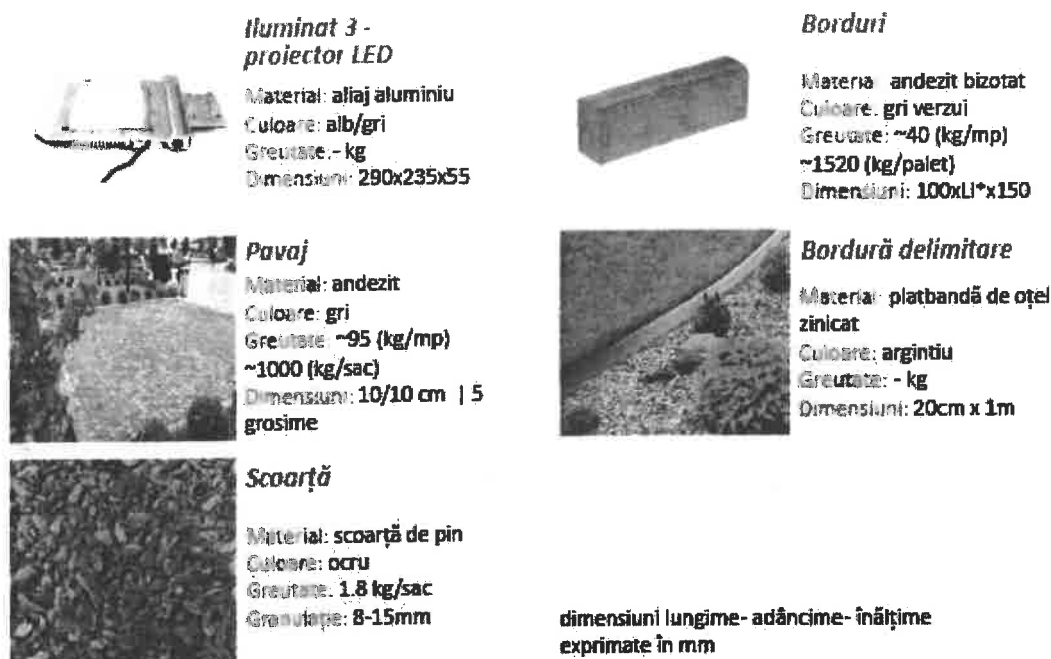 Iluminat 3 -
proiector LED
Material: aliaj aluminiu
Culoare: alb/gri
Greutate: - kg
Dimensiuni: 290x235x55
Borduri
Material andezit bizotat
Culoare: gri verzui
Greutate: ~40 (kg/mp)
~1520 (kg/palet)
Dimensiuni: 100xLl*x150
Pavaj
Material: andezit
Culoare: gri
Greutate: ~95 (kg/mp)
~1000 (kg/sac)
Dimensiuni: 10/10 cm | 5
grosime
Bordură delimitare
Material platbandă de oțel
zinicat
Culoare: argintiu
Greutate: - kg
Dimensiuni: 20cm x 1m
Scoarță
Material: scoarță de pin
Culoare: ocru
Greutate: 1.8 kg/sac
Granulație: 8-15mm
dimensiuni lungime- adâncime- înălțime
exprimate în mm